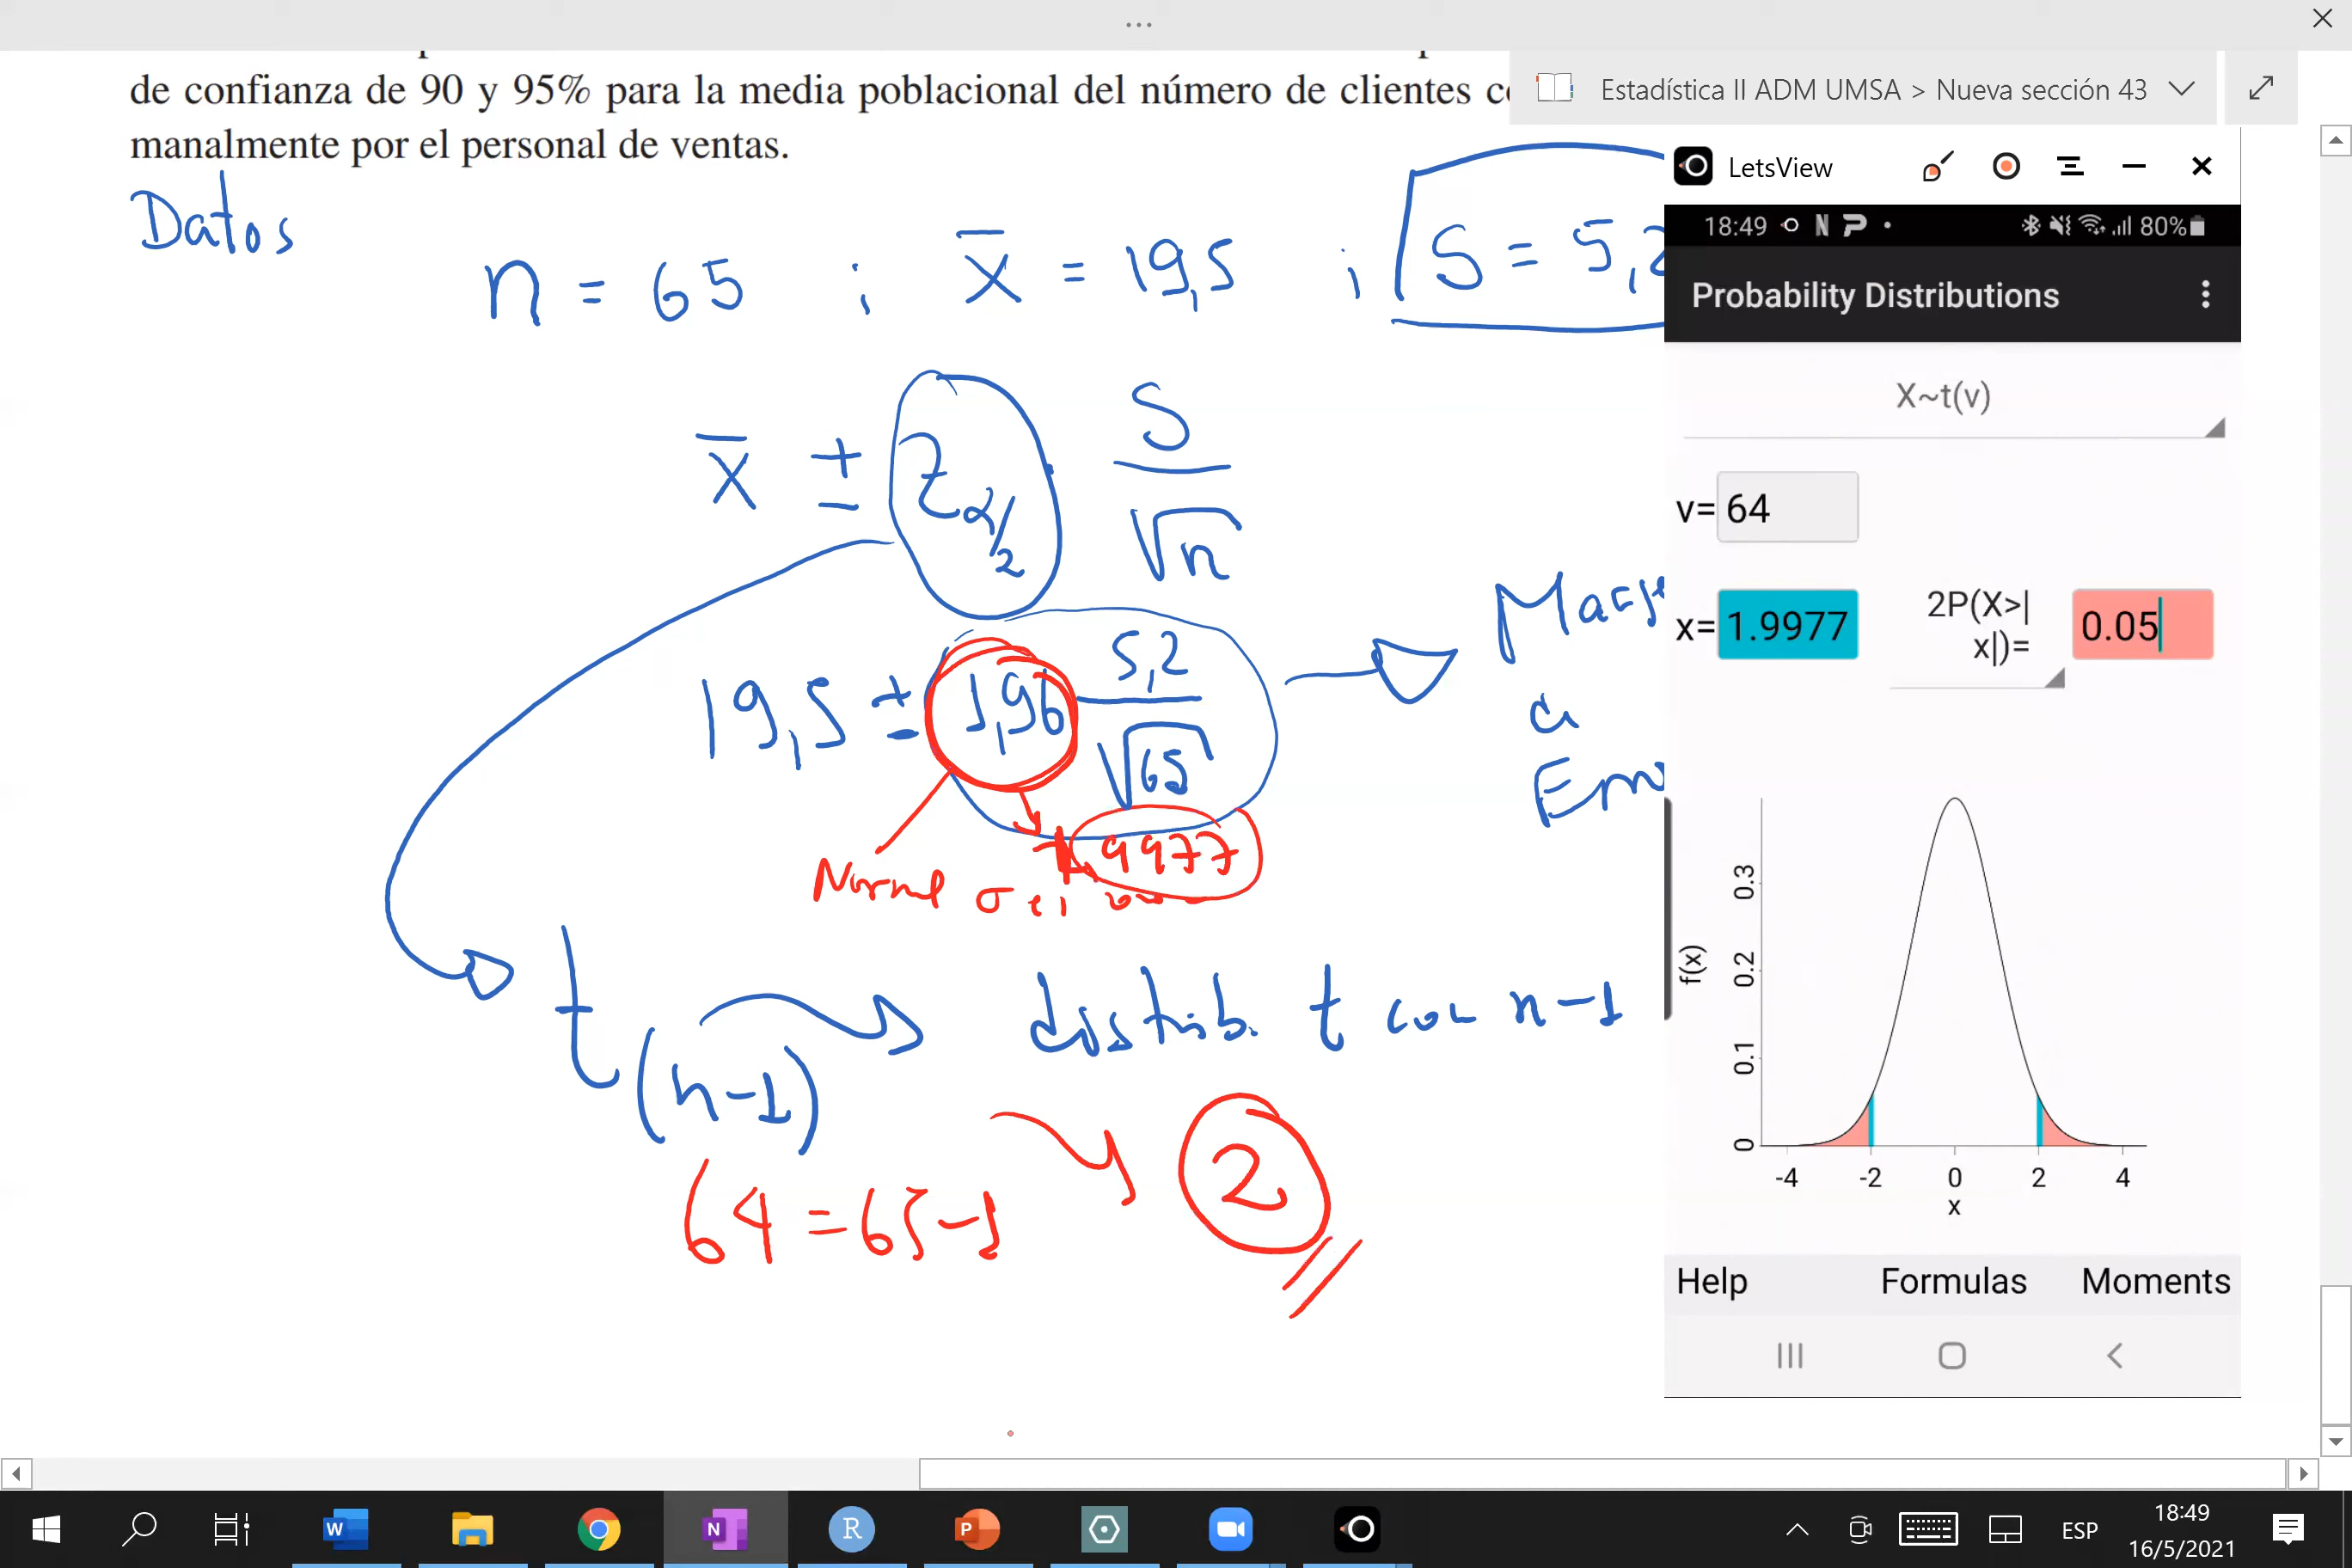 de confianza de 90 y 95% para la media poblacional del número de clientes c
manalmente por el personal de ventas.
Estadística II ADM UMSA > Nueva sección 43
Datos
n = 65 ; x̄ = 19,5 ; S = 5,2
x̄ ± Z α/2 S/√n
19,5 ± 1,96 5,2/√65
a
Normal σ
9977
t (n-1) distrib. t con n-1
64 = 65-1
2
LetsView
18:49
80%
Probability Distributions
X~t(v)
v= 64
x= 1.9977 2P(X>|x|)= 0.05
f(x)
0.3
0.2
0.1
0
-4 -2 0 2 4
x
Help Formulas Moments
ESP
18:49
16/5/2021